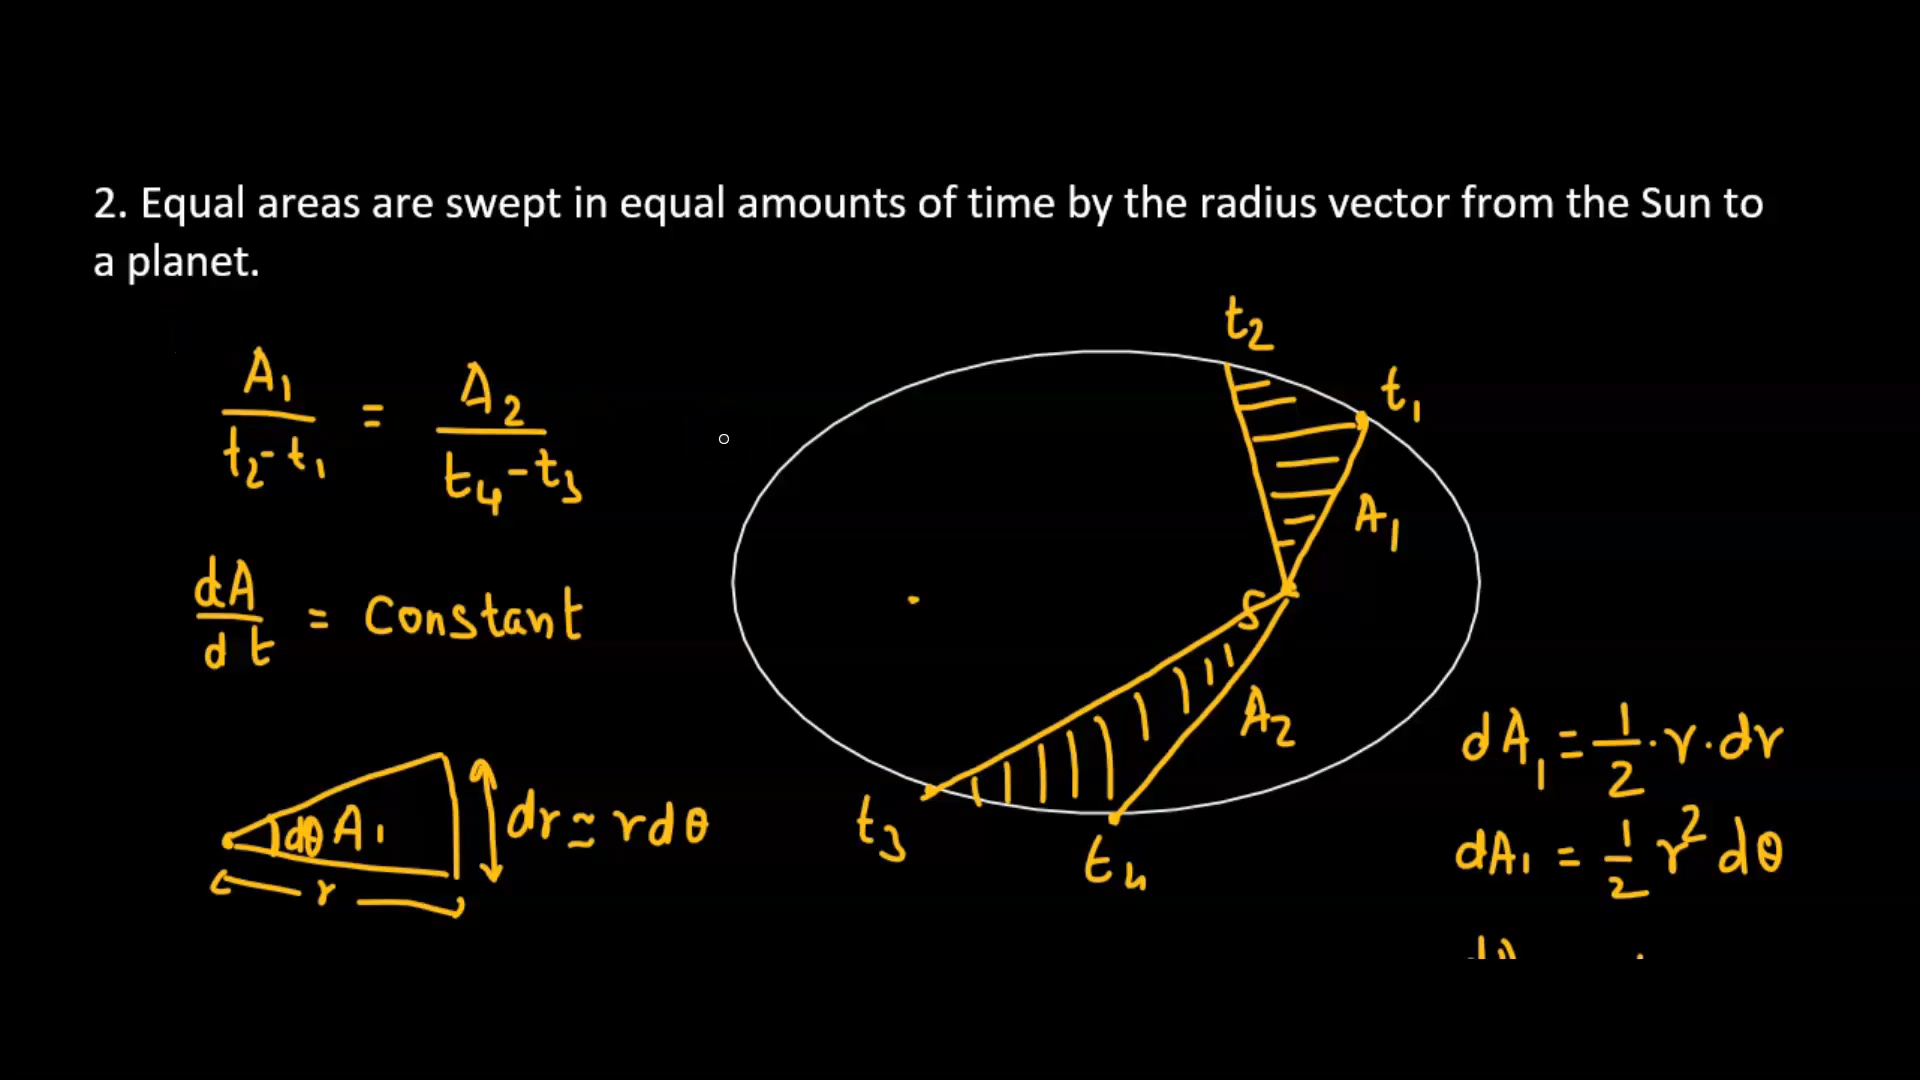 2. Equal areas are swept in equal amounts of time by the radius vector from the Sun to
a planet.
A₁/(t₂-t₁) = A₂/(t₄-t₃)
dA/dt = Constant
dθ A₁
r
dr ≃ rdθ
t₂
t₁
A₁
S
A₂
t₃
t₄
dA₁ = 1/2 · r · dr
dA₁ = 1/2 r² dθ